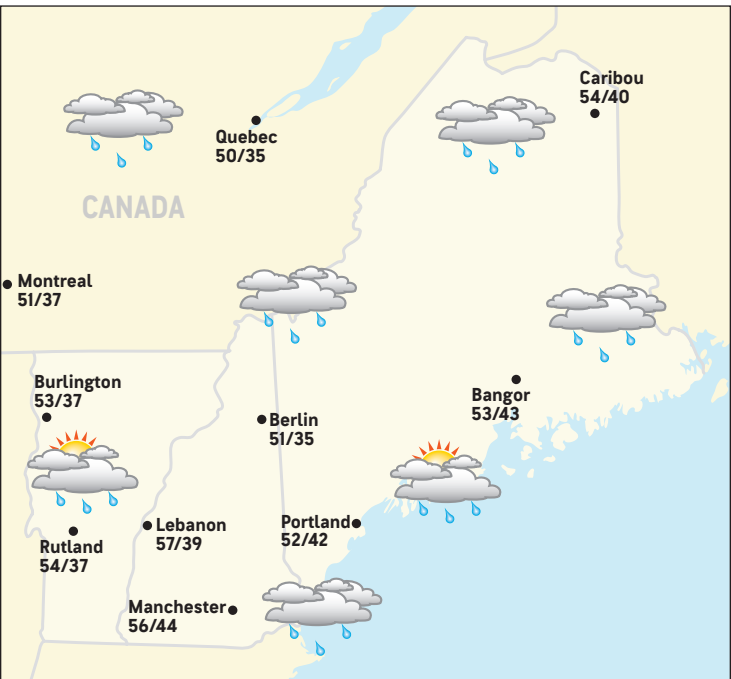 Caribou
54/40
Quebec
50/35
CANADA
Montreal
51/37
Burlington
53/37
Bangor
53/43
Berlin
51/35
Lebanon
57/39
Portland
52/42
Rutland
54/37
Manchester
56/44